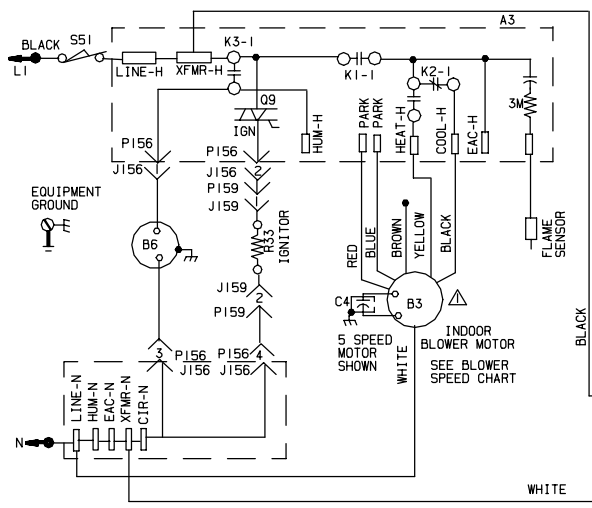 A3
BLACK
S51
K3-1
L1
LINE-H
XFMR-H
K1-1
K2-1
3M
Q9
IGN
HUM-H
PARK
PARK
HEAT-H
COOL-H
EAC-H
P156
P156
J156
J156
2
P159
1
J159
EQUIPMENT
GROUND
B6
R33
IGNITOR
RED
BLUE
BROWN
YELLOW
BLACK
FLAME
SENSOR
J159
2
P159
C4
B3
INDOOR
BLOWER MOTOR
5 SPEED
MOTOR
SHOWN
SEE BLOWER
SPEED CHART
WHITE
BLACK
3
P156
P156
4
J156
J156
LINE-N
HUM-N
EAC-N
XFMR-N
CIR-N
N
WHITE